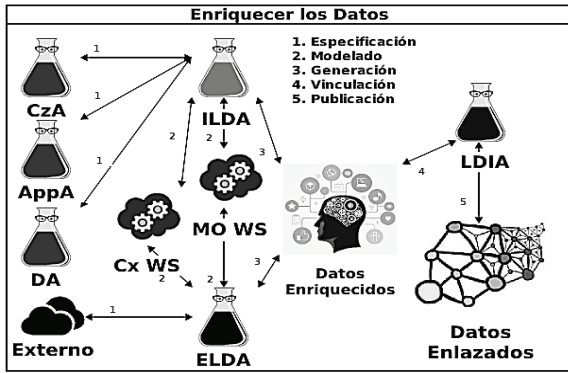 Enriquecer los Datos
1. Especificación
2. Modelado
3. Generación
4. Vinculación
5. Publicación
1
CzA
1
AppA
1
DA
1
Externo
ILDA
2
2
3
MO WS
Cx WS
2
2
3
ELDA
Datos
Enriquecidos
4
LDIA
5
Datos
Enlazados